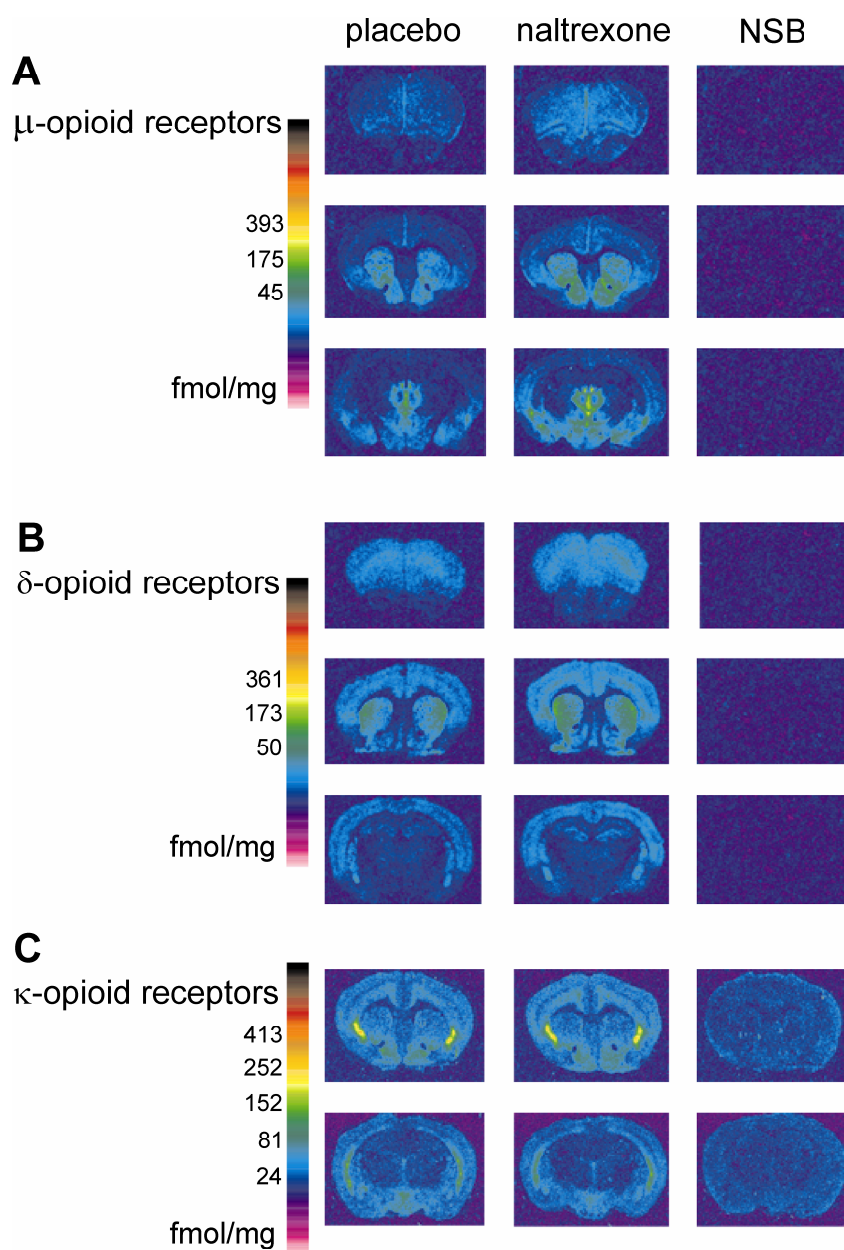 placebo naltrexone NSB
A
μ-opioid receptors
393
175
45
fmol/mg
B
δ-opioid receptors
361
173
50
fmol/mg
C
κ-opioid receptors
413
252
152
81
24
fmol/mg